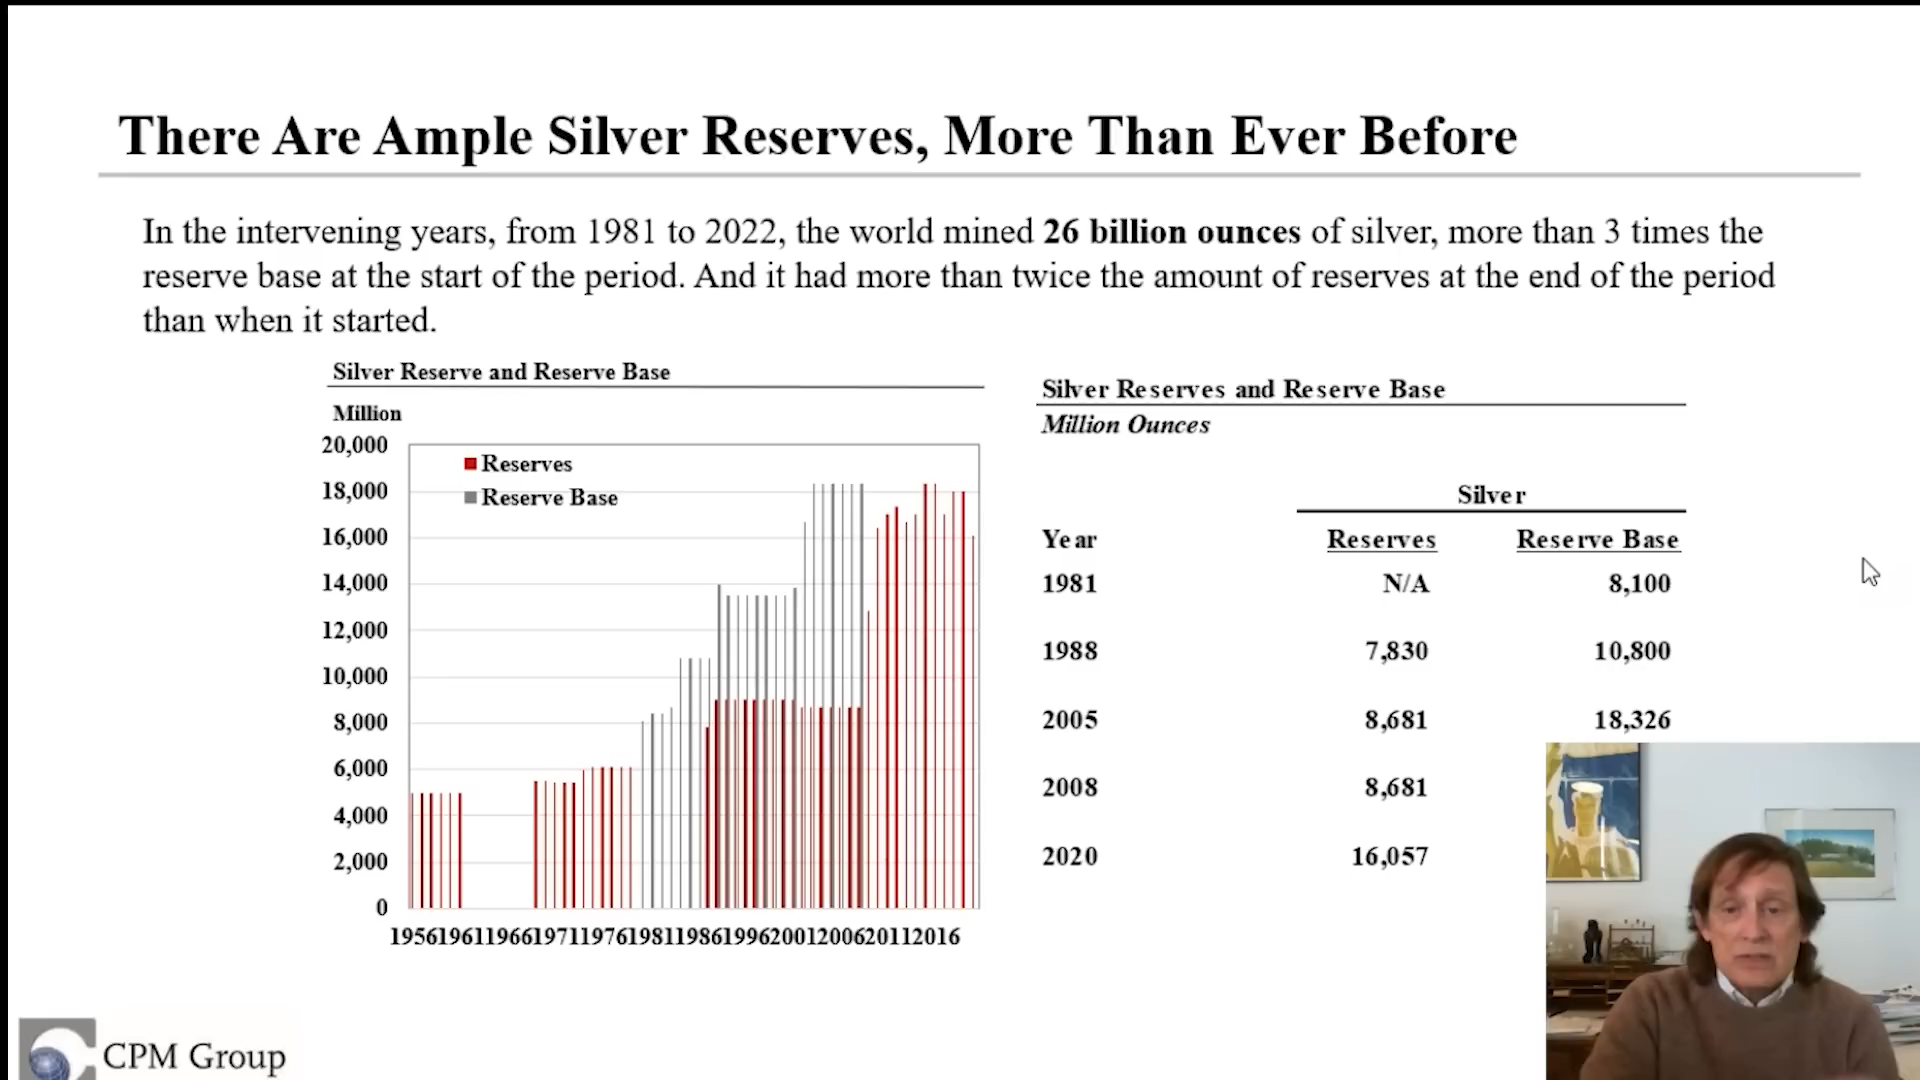 There Are Ample Silver Reserves, More Than Ever Before
In the intervening years, from 1981 to 2022, the world mined 26 billion ounces of silver, more than 3 times the
reserve base at the start of the period. And it had more than twice the amount of reserves at the end of the period
than when it started.
Silver Reserve and Reserve Base
Million
20,000
18,000
16,000
14,000
12,000
10,000
8,000
6,000
4,000
2,000
0
Reserves
Reserve Base
195619611966197119761981198619962001200620112016
Silver Reserves and Reserve Base
Million Ounces
Silver
Year Reserves Reserve Base
1981 N/A 8,100
1988 7,830 10,800
2005 8,681 18,326
2008 8,681
2020 16,057
CPM Group